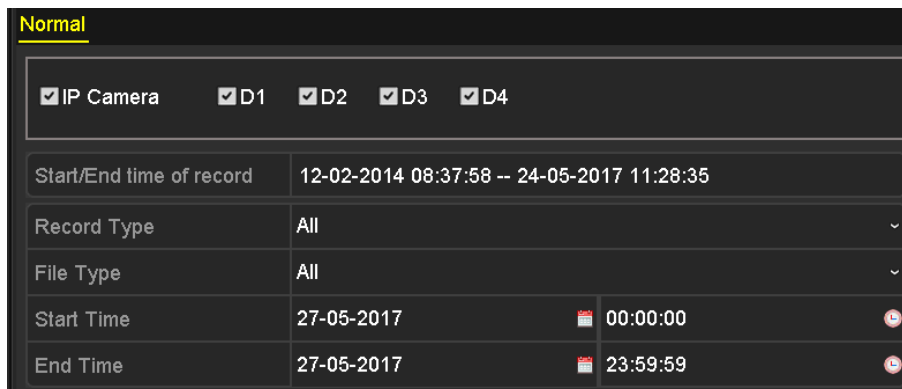 Normal
IP Camera D1 D2 D3 D4
Start/End time of record 12-02-2014 08:37:58 -- 24-05-2017 11:28:35
Record Type All
File Type All
Start Time 27-05-2017 00:00:00
End Time 27-05-2017 23:59:59